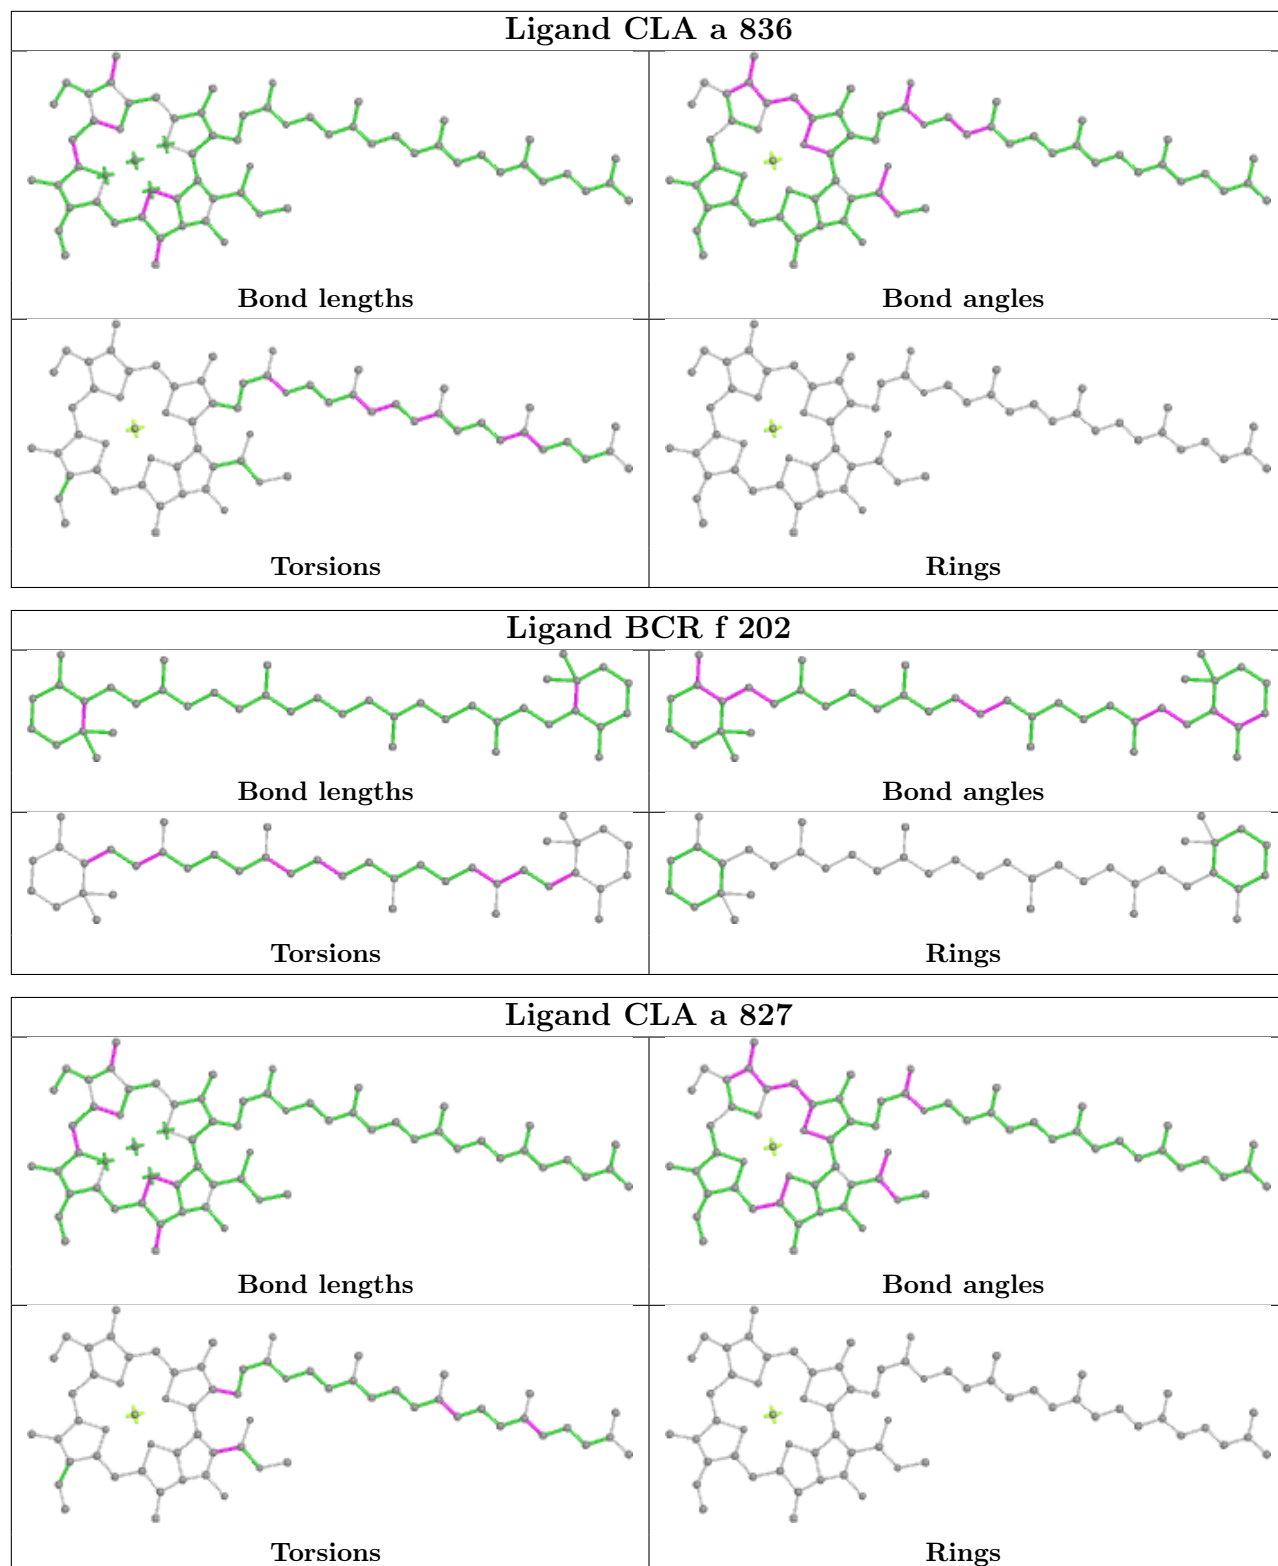 Ligand CLA a 836
Bond lengths
Bond angles
Torsions
Rings
Ligand BCR f 202
Bond lengths
Bond angles
Torsions
Rings
Ligand CLA a 827
Bond lengths
Bond angles
Torsions
Rings